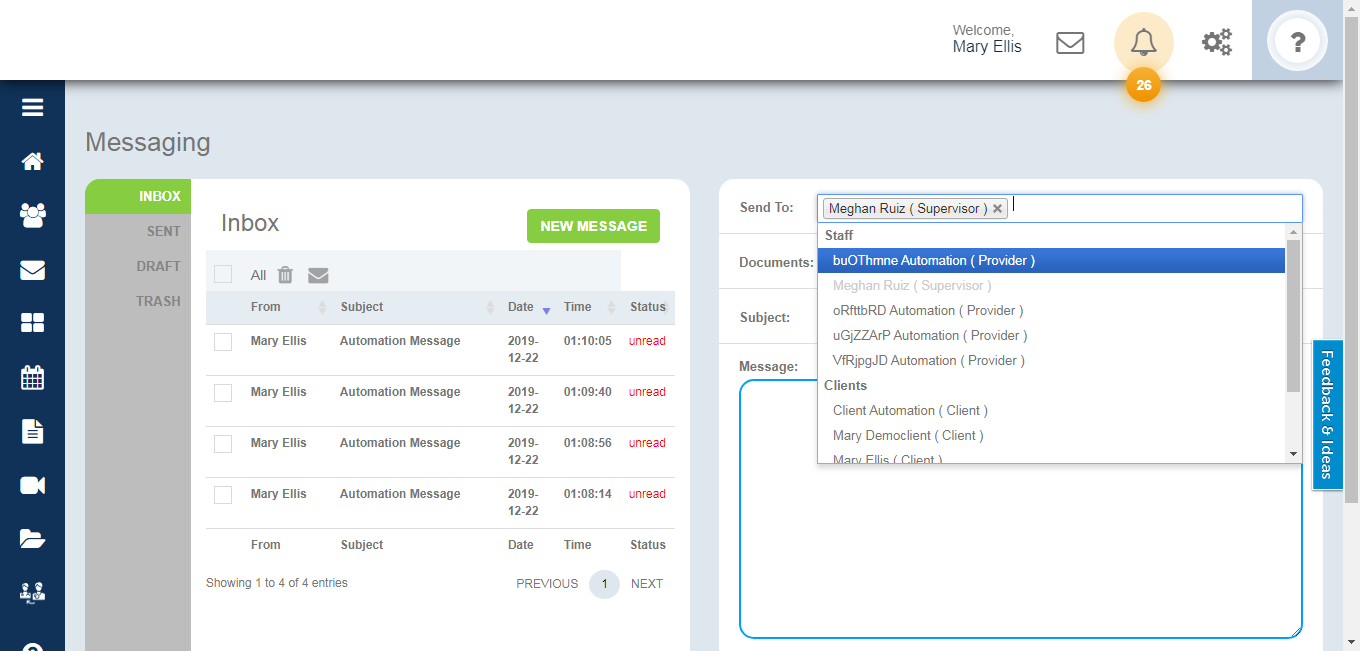 Welcome,
Mary Ellis
26
?
Messaging
INBOX
SENT
DRAFT
TRASH
Inbox
NEW MESSAGE
All
From Subject Date Time Status
Mary Ellis Automation Message 2019-12-22 01:10:05 unread
Mary Ellis Automation Message 2019-12-22 01:09:40 unread
Mary Ellis Automation Message 2019-12-22 01:08:56 unread
Mary Ellis Automation Message 2019-12-22 01:08:14 unread
From Subject Date Time Status
Showing 1 to 4 of 4 entries
PREVIOUS 1 NEXT
Send To: Meghan Ruiz ( Supervisor ) ×
Documents:
Subject:
Message:
Staff
buOThmne Automation ( Provider )
Meghan Ruiz ( Supervisor )
oRfttbRD Automation ( Provider )
uGjZZArP Automation ( Provider )
VfRjpgJD Automation ( Provider )
Clients
Client Automation ( Client )
Mary Democlient ( Client )
Mary Ellis ( Client )
Feedback & Ideas